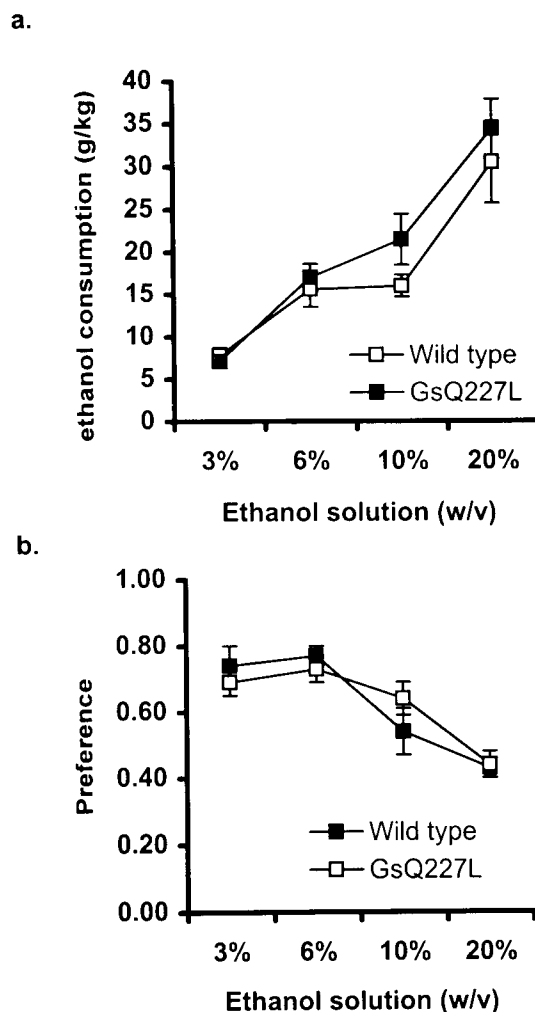 a.
ethanol consumption (g/kg)
40
35
30
25
20
15
10
5
0
Wild type
GsQ227L
3% 6% 10% 20%
Ethanol solution (w/v)
b.
Preference
1.00
0.80
0.60
0.40
0.20
0.00
Wild type
GsQ227L
3% 6% 10% 20%
Ethanol solution (w/v)